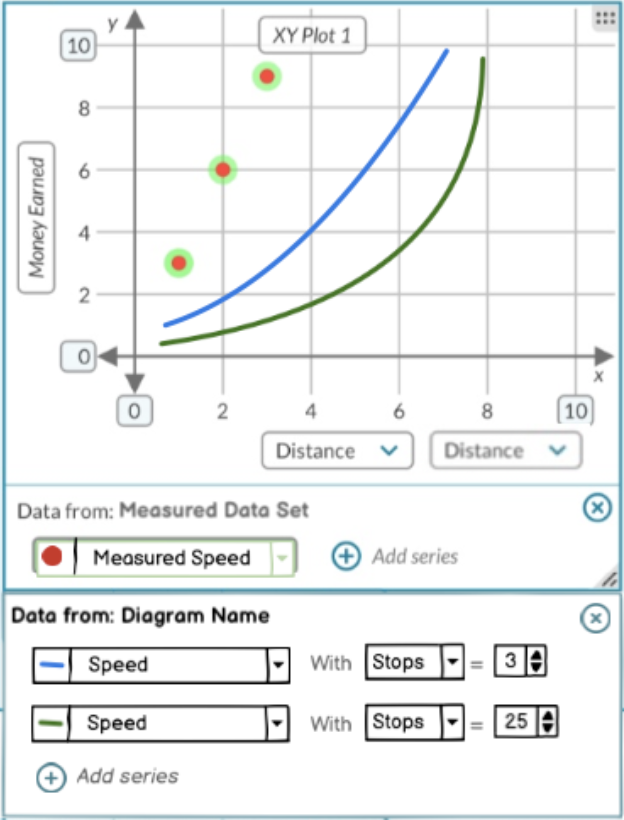 y
XY Plot 1
10
8
6
4
2
0
Money Earned
x
0 2 4 6 8 10
Distance Distance
Data from: Measured Data Set
Measured Speed Add series
Data from: Diagram Name
Speed With Stops = 3
Speed With Stops = 25
Add series